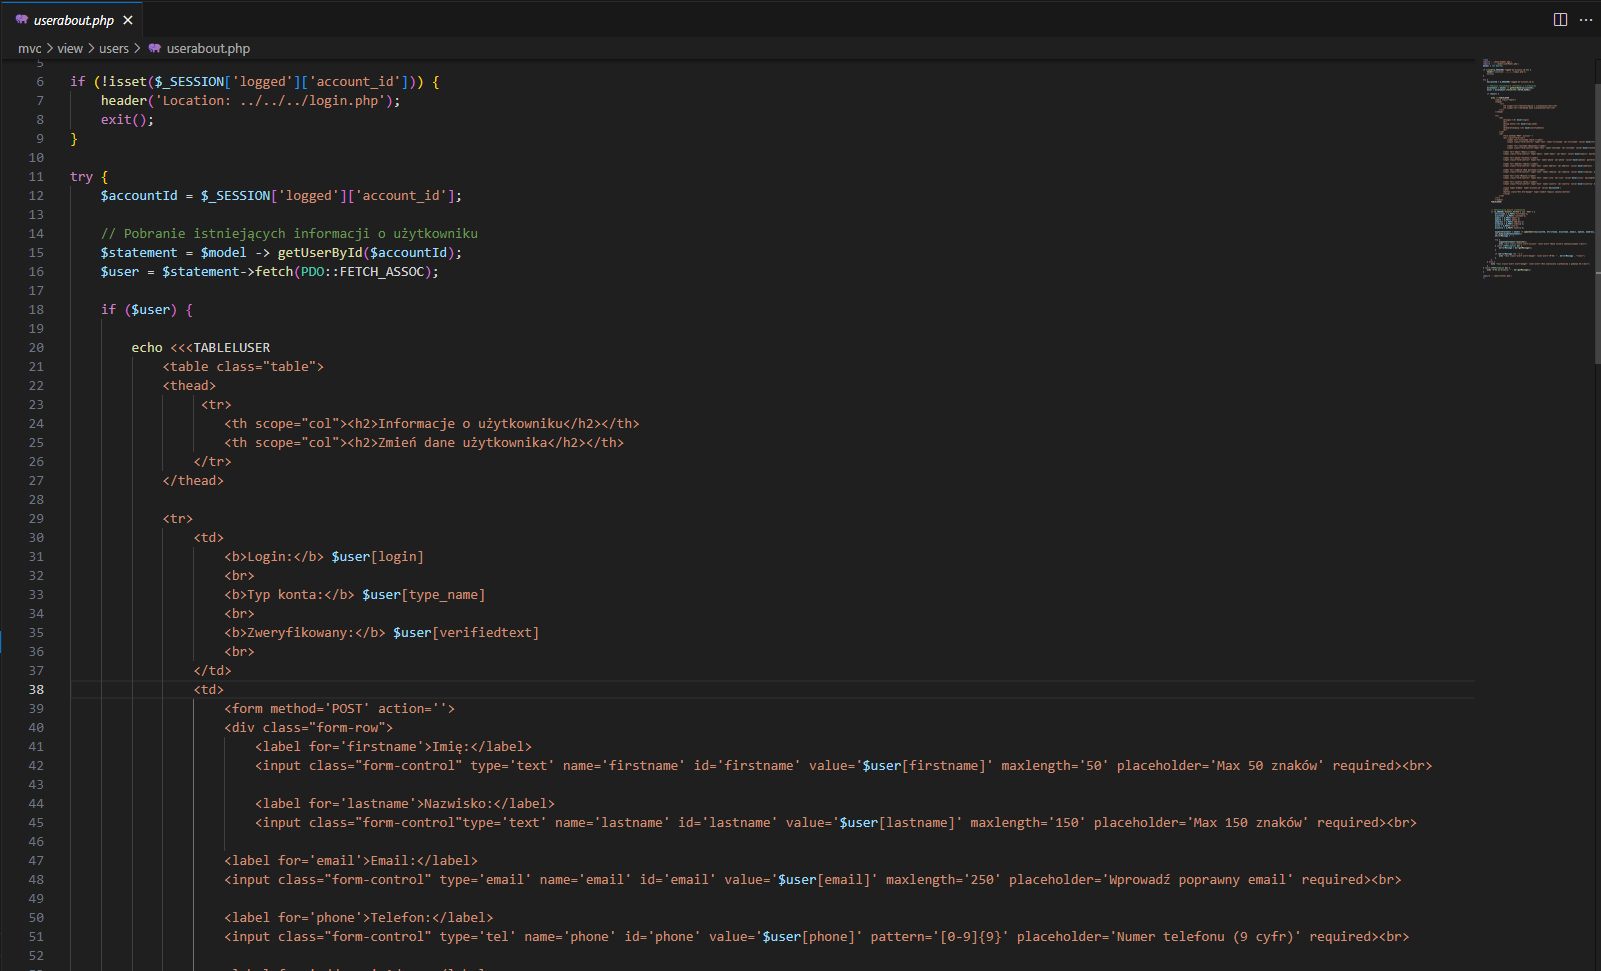 userabout.php
mvc > view > users > userabout.php
5
6 if (!isset($_SESSION['logged']['account_id'])) {
7 header('Location: ../../../login.php');
8 exit();
9 }
10
11 try {
12 $accountId = $_SESSION['logged']['account_id'];
13
14 // Pobranie istniejących informacji o użytkowniku
15 $statement = $model -> getUserById($accountId);
16 $user = $statement->fetch(PDO::FETCH_ASSOC);
17
18 if ($user) {
19
20 echo <<<TABLELUSER
21 <table class="table">
22 <thead>
23 <tr>
24 <th scope="col"><h2>Informacje o użytkowniku</h2></th>
25 <th scope="col"><h2>Zmień dane użytkownika</h2></th>
26 </tr>
27 </thead>
28
29 <tr>
30 <td>
31 <b>Login:</b> $user[login]
32 <br>
33 <b>Typ konta:</b> $user[type_name]
34 <br>
35 <b>Zweryfikowany:</b> $user[verifiedtext]
36 <br>
37 </td>
38 <td>
39 <form method='POST' action=''>
40 <div class="form-row">
41 <label for='firstname'>Imię:</label>
42 <input class="form-control" type='text' name='firstname' id='firstname' value='$user[firstname]' maxlength='50' placeholder='Max 50 znaków' required><br>
43
44 <label for='lastname'>Nazwisko:</label>
45 <input class="form-control"type='text' name='lastname' id='lastname' value='$user[lastname]' maxlength='150' placeholder='Max 150 znaków' required><br>
46
47 <label for='email'>Email:</label>
48 <input class="form-control" type='email' name='email' id='email' value='$user[email]' maxlength='250' placeholder='Wprowadź poprawny email' required><br>
49
50 <label for='phone'>Telefon:</label>
51 <input class="form-control" type='tel' name='phone' id='phone' value='$user[phone]' pattern='[0-9]{9}' placeholder='Numer telefonu (9 cyfr)' required><br>
52